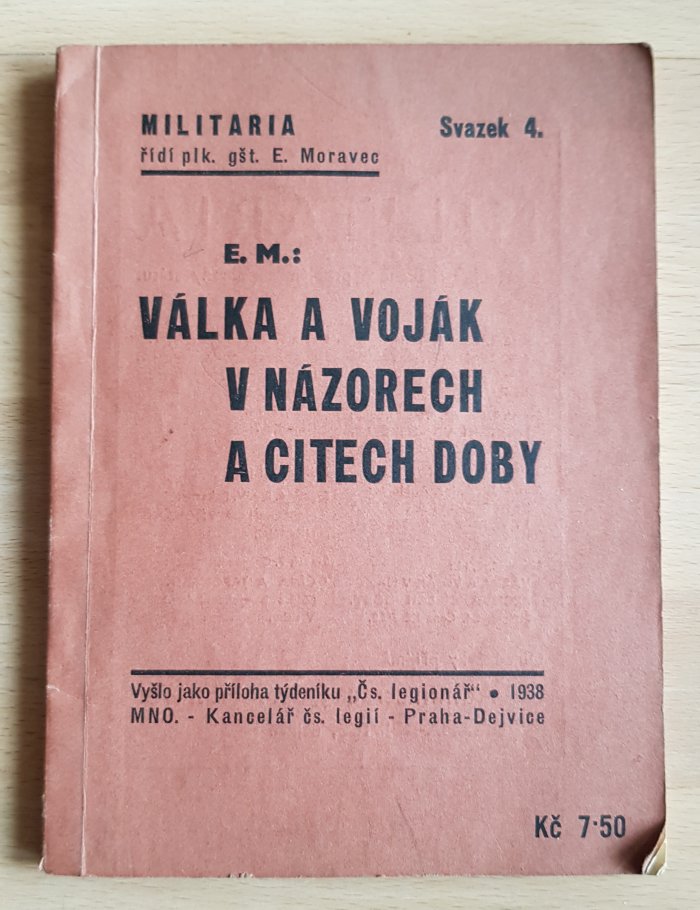 MILITARIA Svazek 4.
řídí plk. gšt. E. Moravec
E. M.:
VÁLKA A VOJÁK
V NÁZORECH
A CITECH DOBY
Vyšlo jako příloha týdeníku „Čs. legionář“ • 1938
MNO. - Kancelář čs. legií - Praha-Dejvice
Kč 7·50